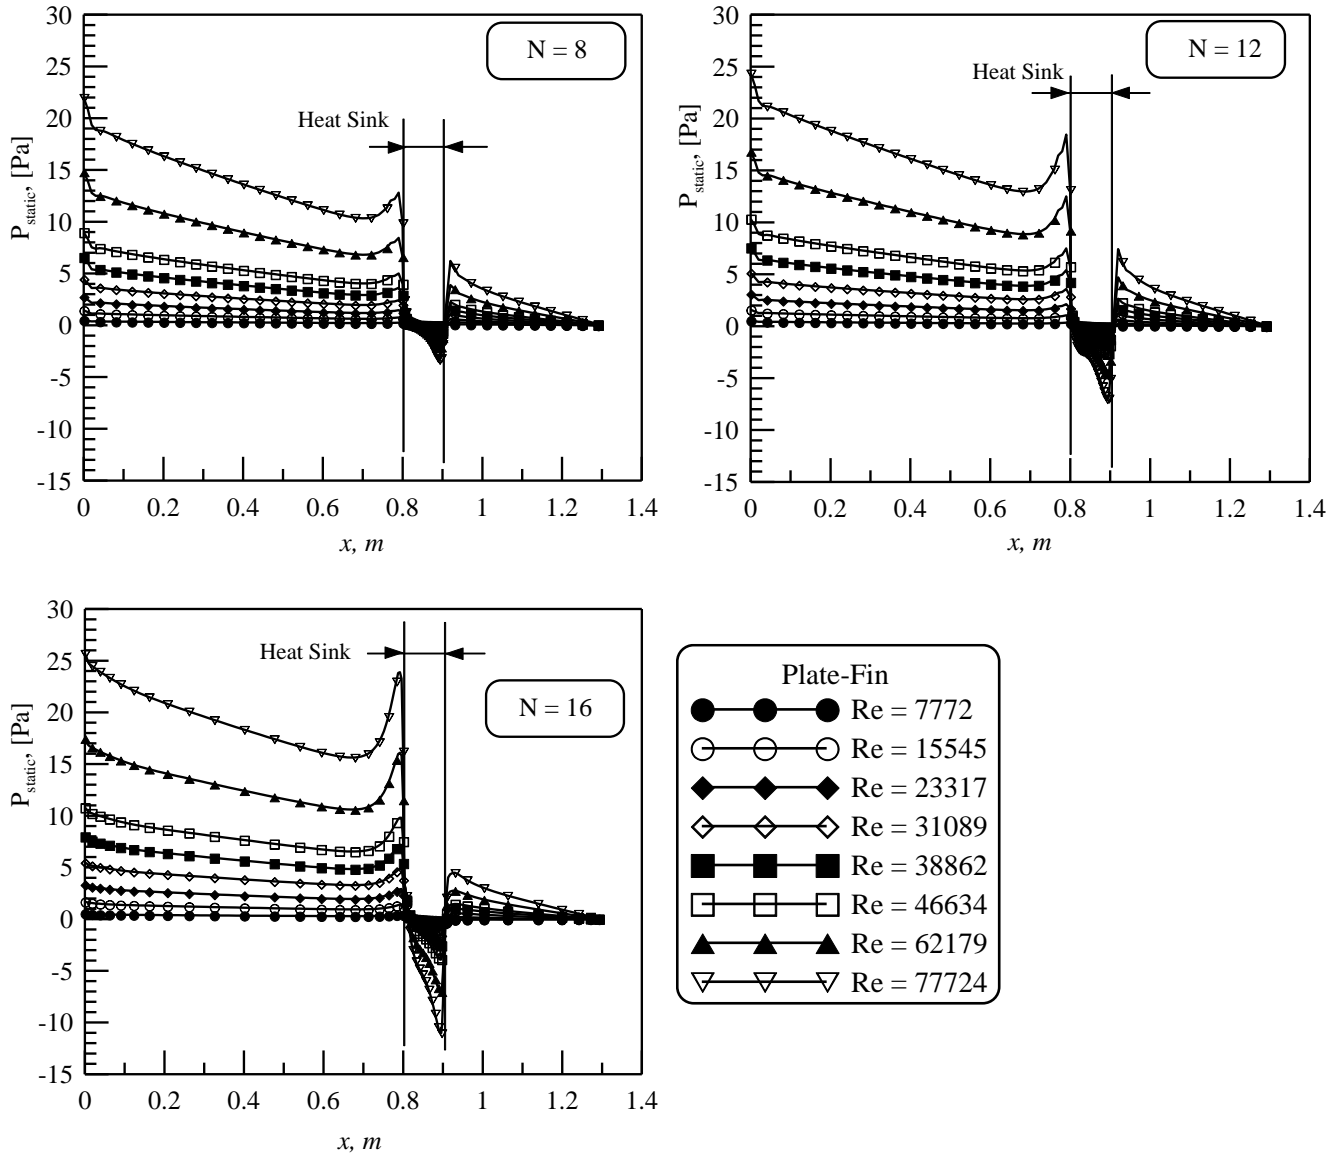 30
25
20
15
10
5
0
-5
-10
-15
P_static, [Pa]
N = 8
Heat Sink
0 0.2 0.4 0.6 0.8 1 1.2 1.4
x, m
30
25
20
15
10
5
0
-5
-10
-15
P_static, [Pa]
N = 12
Heat Sink
0 0.2 0.4 0.6 0.8 1 1.2 1.4
x, m
30
25
20
15
10
5
0
-5
-10
-15
P_static, [Pa]
Heat Sink
N = 16
0 0.2 0.4 0.6 0.8 1 1.2 1.4
x, m
Plate-Fin
Re = 7772
Re = 15545
Re = 23317
Re = 31089
Re = 38862
Re = 46634
Re = 62179
Re = 77724